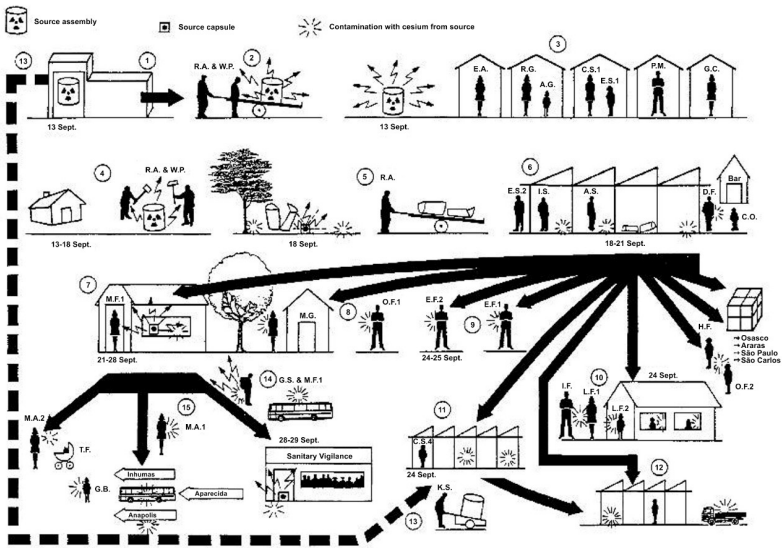 Source assembly
Source capsule
Contamination with cesium from source
13
1
13 Sept.
2
R.A. & W.P.
13 Sept.
3
E.A.
R.G.
A.G.
C.S.1
E.S.1
P.M.
G.C.
4
R.A. & W.P.
13-18 Sept.
18 Sept.
5
R.A.
6
E.S.2
I.S.
A.S.
D.F.
Bar
C.O.
18-21 Sept.
7
M.F.1
21-28 Sept.
M.G.
8
O.F.1
E.F.2
24-25 Sept.
9
E.F.1
H.F.
O.F.2
Osasco
Araras
São Paulo
São Carlos
10
24 Sept.
I.F.
L.F.1
L.F.2
11
C.S.4
24 Sept.
12
13
K.S.
14
G.S. & M.F.1
28-29 Sept.
Sanitary Vigilance
15
M.A.2
T.F.
M.A.1
G.B.
Inhumas
Aparecida
Anapolis